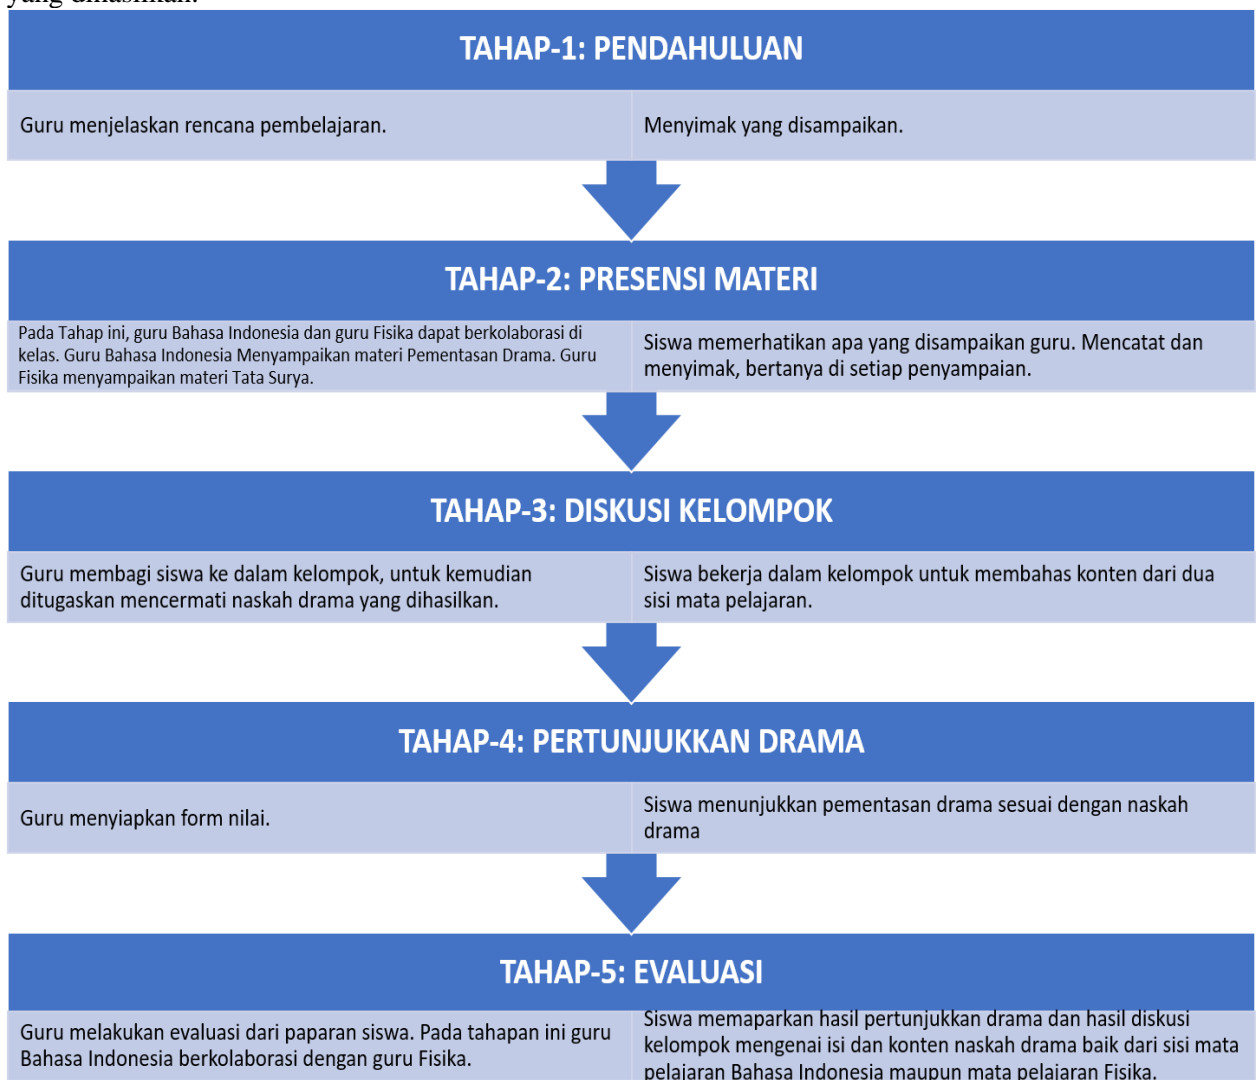 yang dihasilkan.
TAHAP-1: PENDAHULUAN
Guru menjelaskan rencana pembelajaran.
Menyimak yang disampaikan.
TAHAP-2: PRESENSI MATERI
Pada Tahap ini, guru Bahasa Indonesia dan guru Fisika dapat berkolaborasi di
kelas. Guru Bahasa Indonesia Menyampaikan materi Pementasan Drama. Guru
Fisika menyampaikan materi Tata Surya.
Siswa memerhatikan apa yang disampaikan guru. Mencatat dan
menyimak, bertanya di setiap penyampaian.
TAHAP-3: DISKUSI KELOMPOK
Guru membagi siswa ke dalam kelompok, untuk kemudian
ditugaskan mencermati naskah drama yang dihasilkan.
Siswa bekerja dalam kelompok untuk membahas konten dari dua
sisi mata pelajaran.
TAHAP-4: PERTUNJUKKAN DRAMA
Guru menyiapkan form nilai.
Siswa menunjukkan pementasan drama sesuai dengan naskah
drama
TAHAP-5: EVALUASI
Guru melakukan evaluasi dari paparan siswa. Pada tahapan ini guru
Bahasa Indonesia berkolaborasi dengan guru Fisika.
Siswa memaparkan hasil pertunjukkan drama dan hasil diskusi
kelompok mengenai isi dan konten naskah drama baik dari sisi mata
pelajaran Bahasa Indonesia maupun mata pelajaran Fisika.